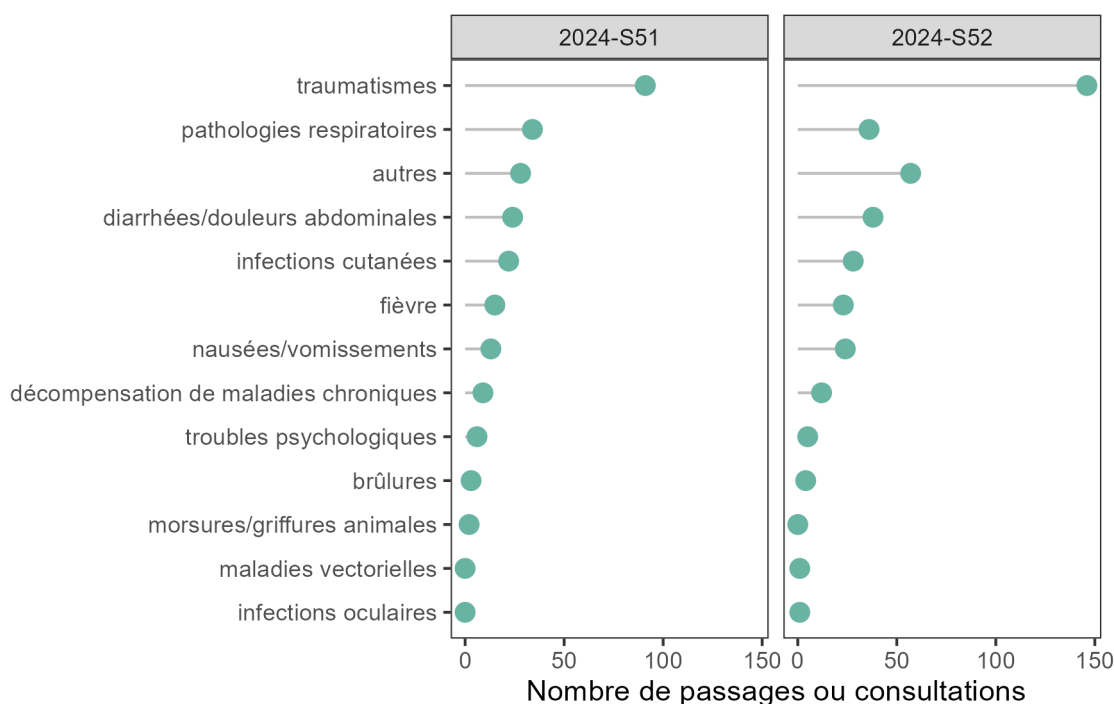 2024-S51 2024-S52
traumatismes
pathologies respiratoires
autres
diarrhées/douleurs abdominales
infections cutanées
fièvre
nausées/vomissements
décompensation de maladies chroniques
troubles psychologiques
brûlures
morsures/griffures animales
maladies vectorielles
infections oculaires
0 50 100 150 0 50 100 150
Nombre de passages ou consultations